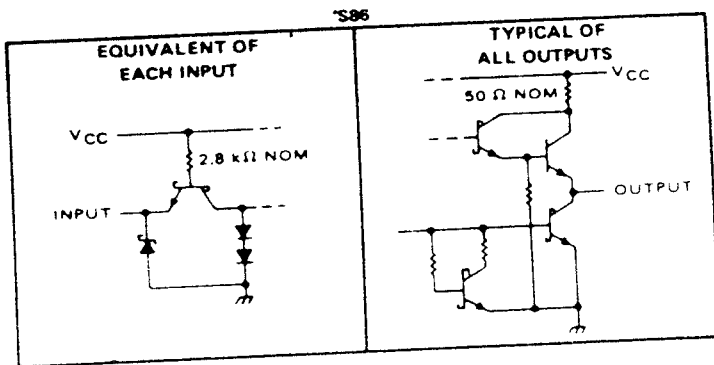 'S86
EQUIVALENT OF
EACH INPUT
VCC
2.8 kΩ NOM
INPUT
TYPICAL OF
ALL OUTPUTS
VCC
50 Ω NOM
OUTPUT